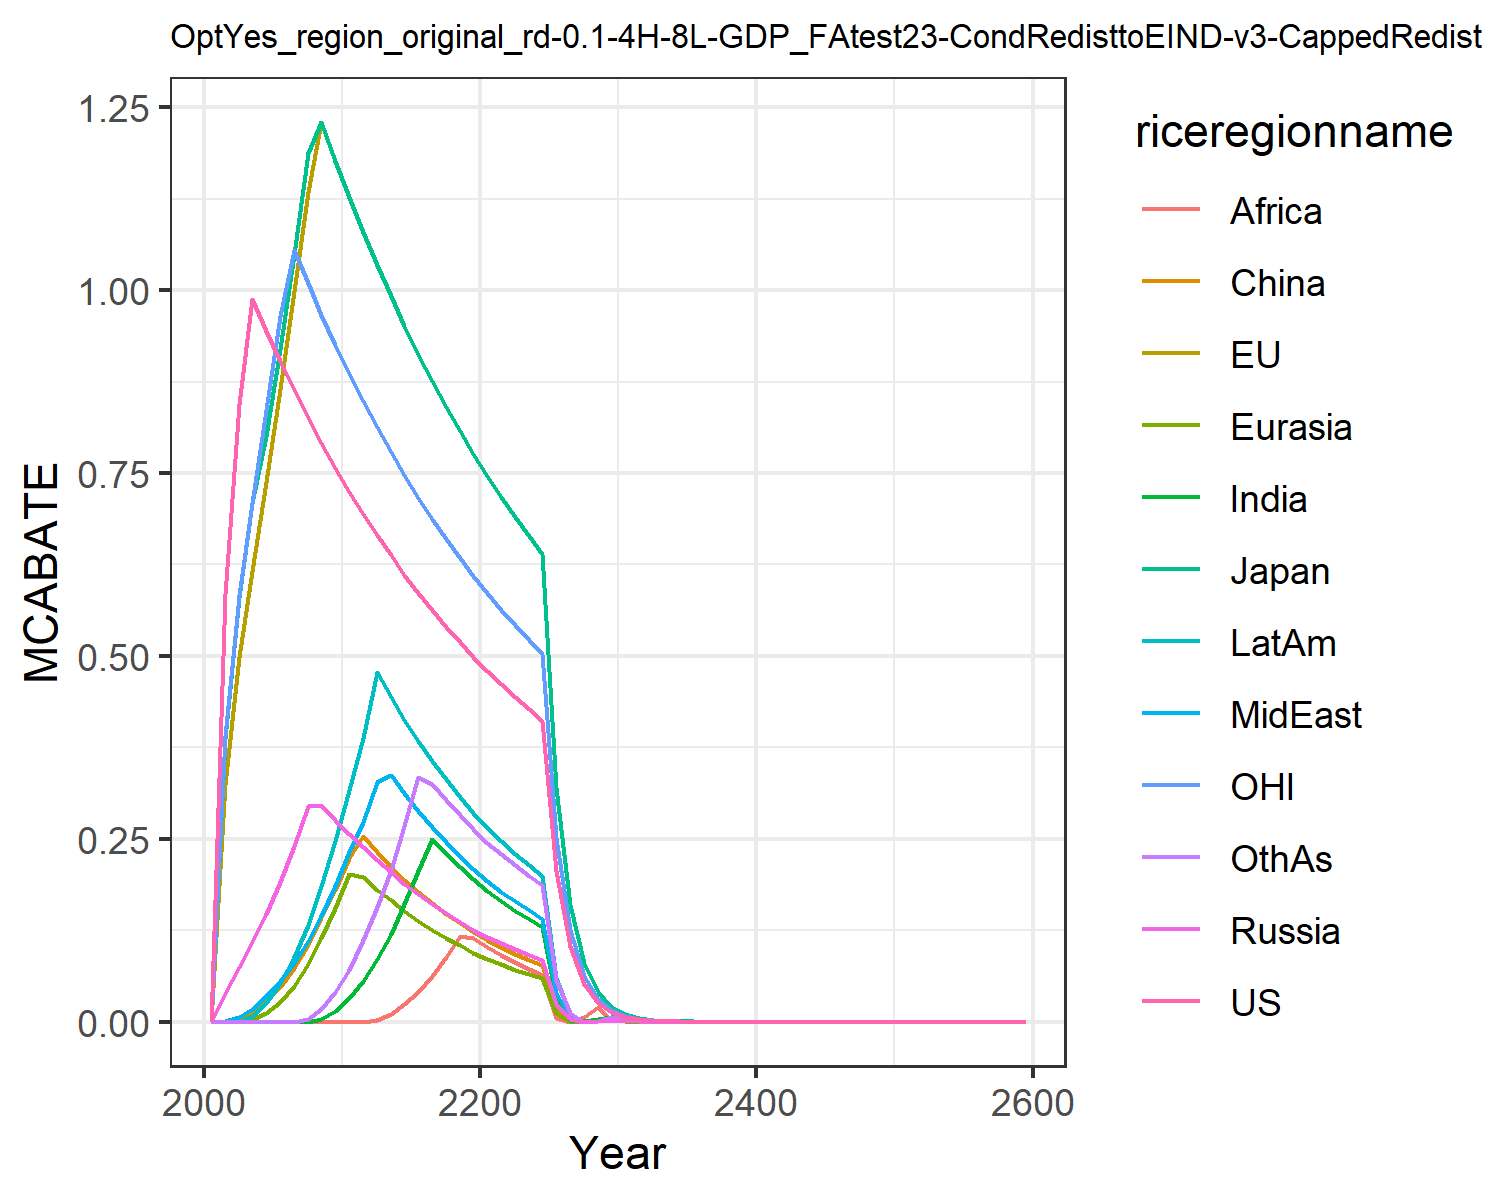 OptYes_region_original_rd-0.1-4H-8L-GDP_FAtest23-CondRedisttoEIND-v3-CappedRedist
1.25
1.00
0.75
0.50
0.25
0.00
MCABATE
2000 2200 2400 2600
Year
riceregionname
Africa
China
EU
Eurasia
India
Japan
LatAm
MidEast
OHI
OthAs
Russia
US